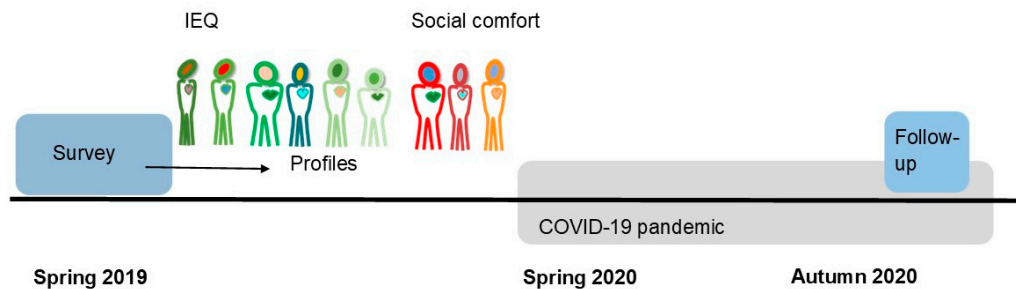 IEQ
Social comfort
Survey
Profiles
Follow-
up
COVID-19 pandemic
Spring 2019
Spring 2020
Autumn 2020